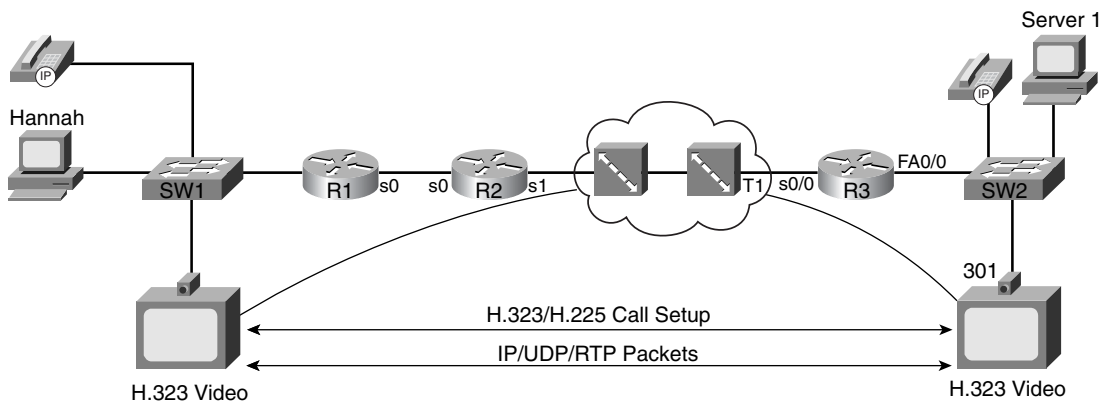 Server 1
IP
IP
Hannah
FA0/0
SW1
R1
s0
s0
R2
s1
T1
s0/0
R3
SW2
301
H.323/H.225 Call Setup
IP/UDP/RTP Packets
H.323 Video
H.323 Video